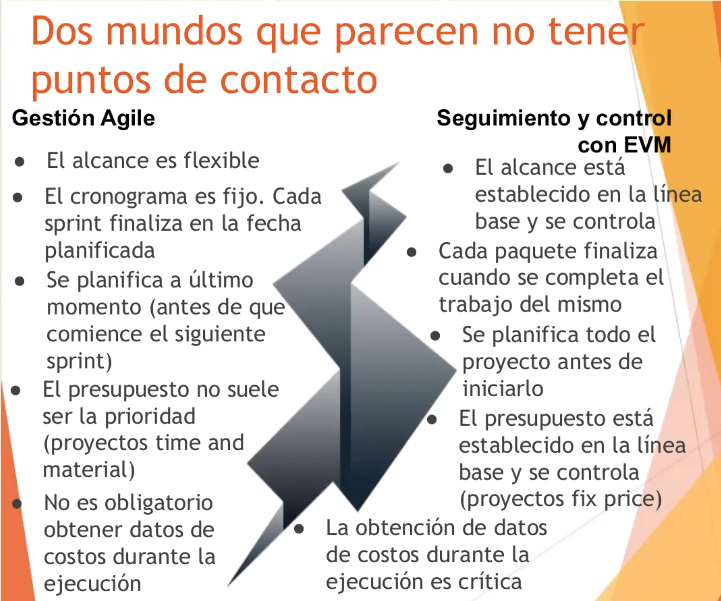 Dos mundos que parecen no tener
puntos de contacto
Gestión Agile
● El alcance es flexible
● El cronograma es fijo. Cada
sprint finaliza en la fecha
planificada
● Se planifica a último
momento (antes de que
comience el siguiente
sprint)
● El presupuesto no suele
ser la prioridad
(proyectos time and
material)
● No es obligatorio
obtener datos de
costos durante la
ejecución
Seguimiento y control
con EVM
● El alcance está
establecido en la línea
base y se controla
● Cada paquete finaliza
cuando se completa el
trabajo del mismo
● Se planifica todo el
proyecto antes de
iniciarlo
● El presupuesto está
establecido en la línea
base y se controla
(proyectos fix price)
● La obtención de datos
de costos durante la
ejecución es crítica